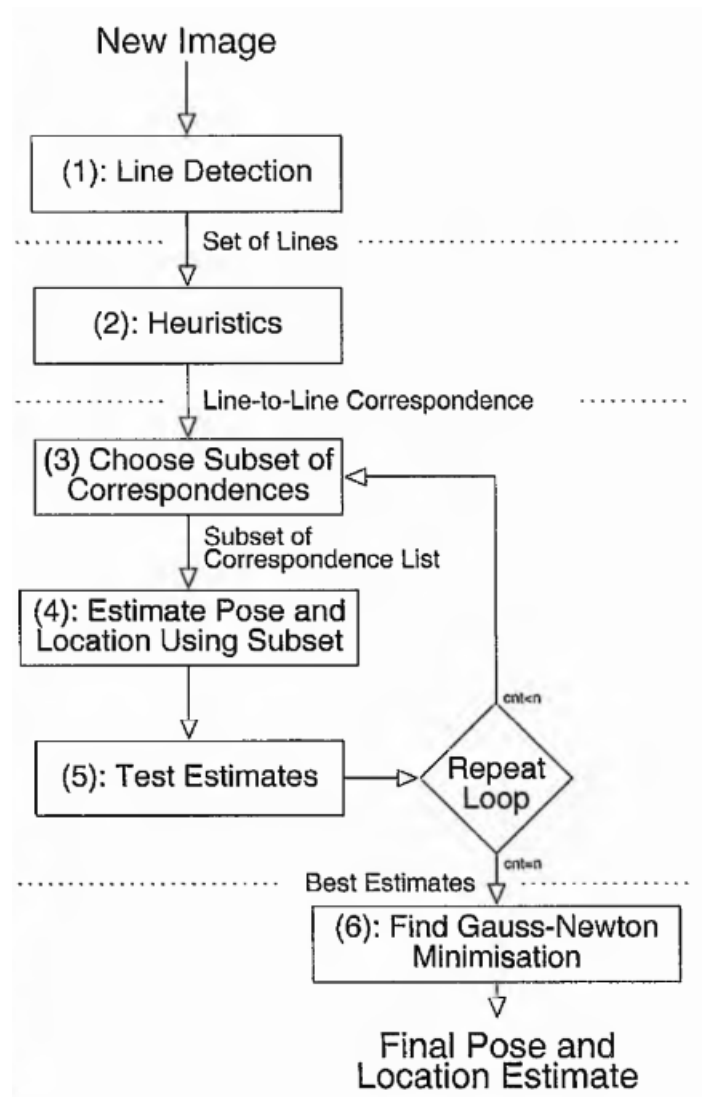 New Image
(1): Line Detection
Set of Lines
(2): Heuristics
Line-to-Line Correspondence
(3) Choose Subset of
Correspondences
Subset of
Correspondence List
(4): Estimate Pose and
Location Using Subset
cnt<n
(5): Test Estimates
Repeat
Loop
cnt=n
Best Estimates
(6): Find Gauss-Newton
Minimisation
Final Pose and
Location Estimate